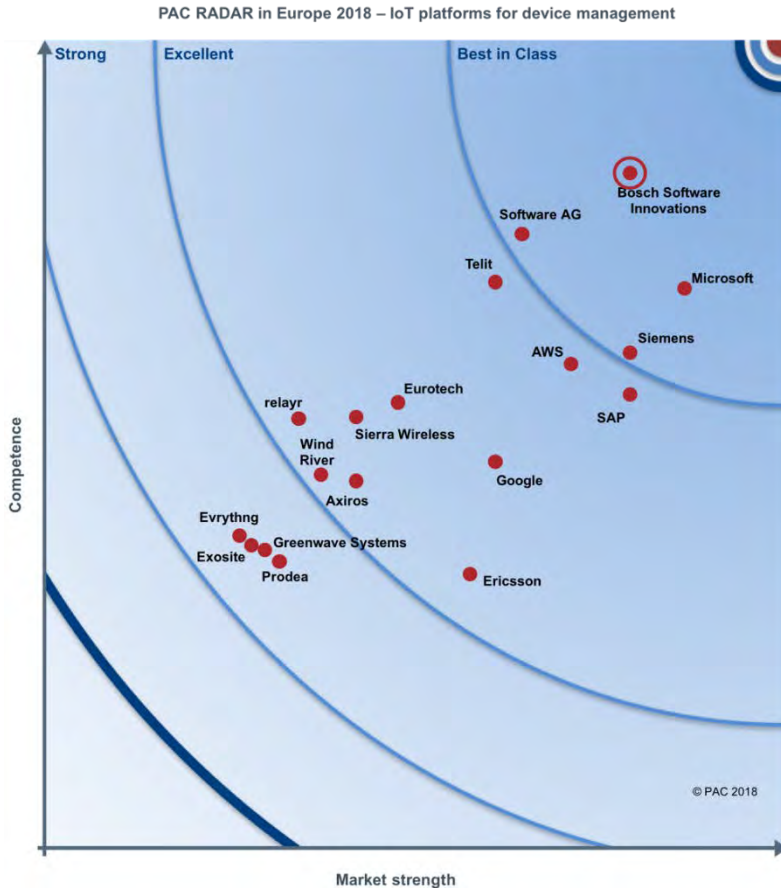 PAC RADAR in Europe 2018 – IoT platforms for device management
Strong
Excellent
Best in Class
Bosch Software
Innovations
Software AG
Telit
Microsoft
Siemens
AWS
SAP
Eurotech
relayr
Sierra Wireless
Wind
River
Google
Axiros
Evrythng
Greenwave Systems
Exosite
Prodea
Ericsson
Competence
© PAC 2018
Market strength